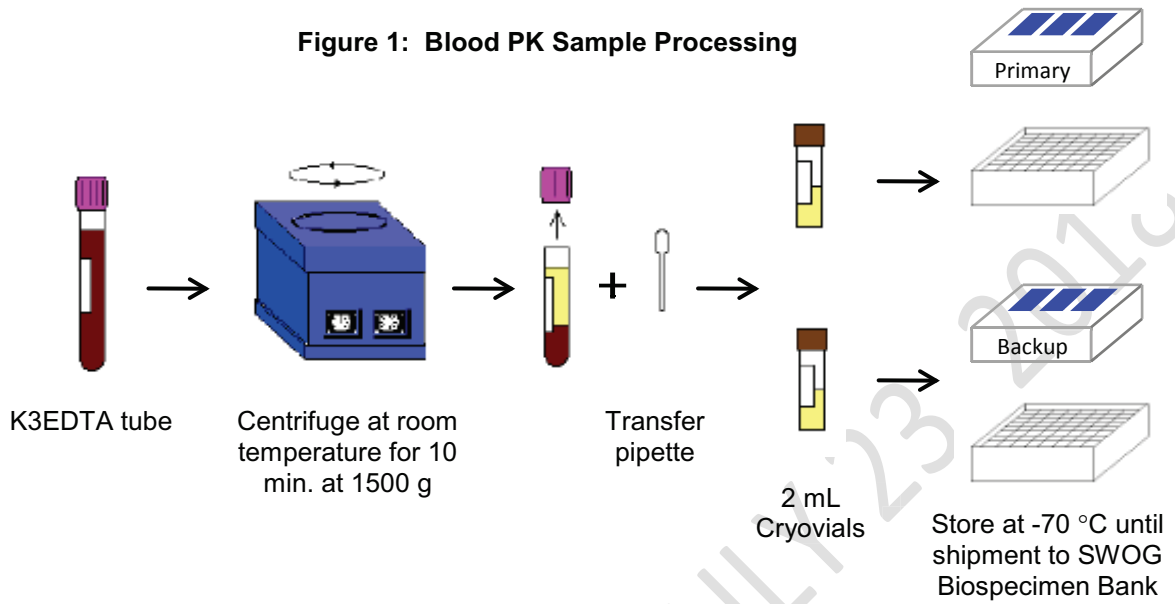 Figure 1: Blood PK Sample Processing
Primary
Backup
K3EDTA tube
Centrifuge at room
temperature for 10
min. at 1500 g
Transfer
pipette
2 mL
Cryovials
Store at -70 °C until
shipment to SWOG
Biospecimen Bank
23